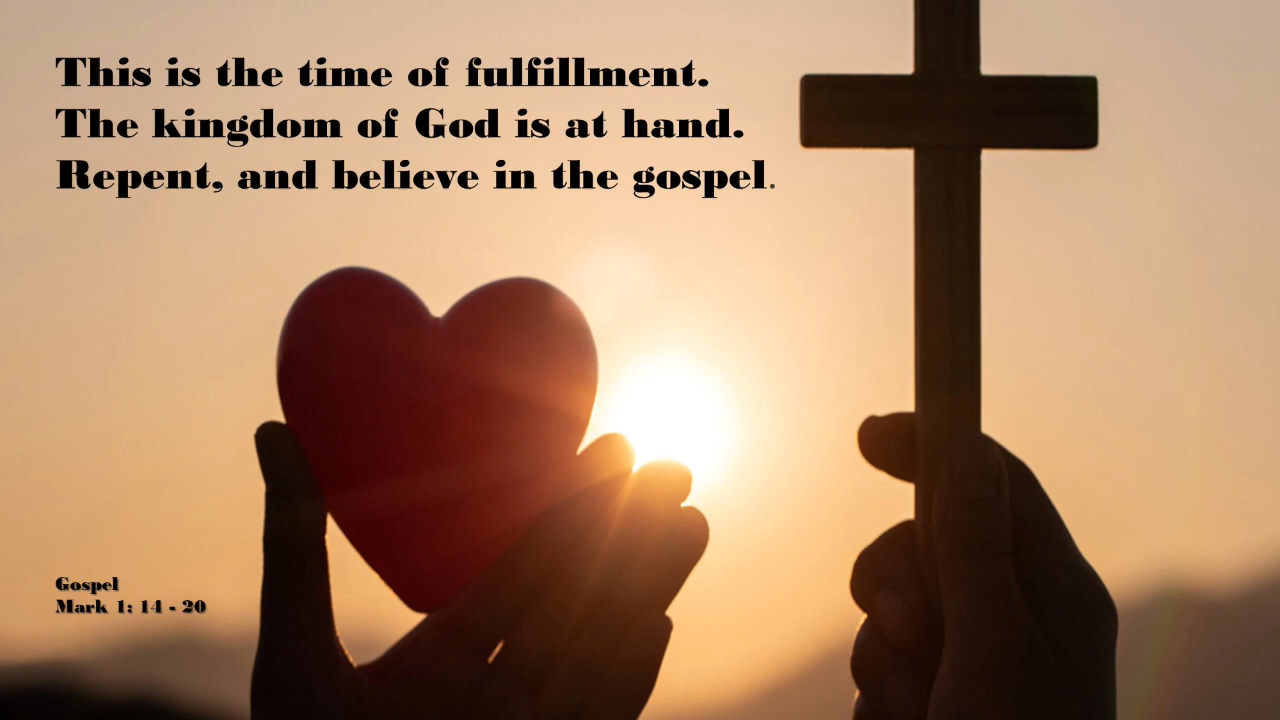 This is the time of fulfillment.
The kingdom of God is at hand.
Repent, and believe in the gospel.
Gospel
Mark 1: 14 - 20